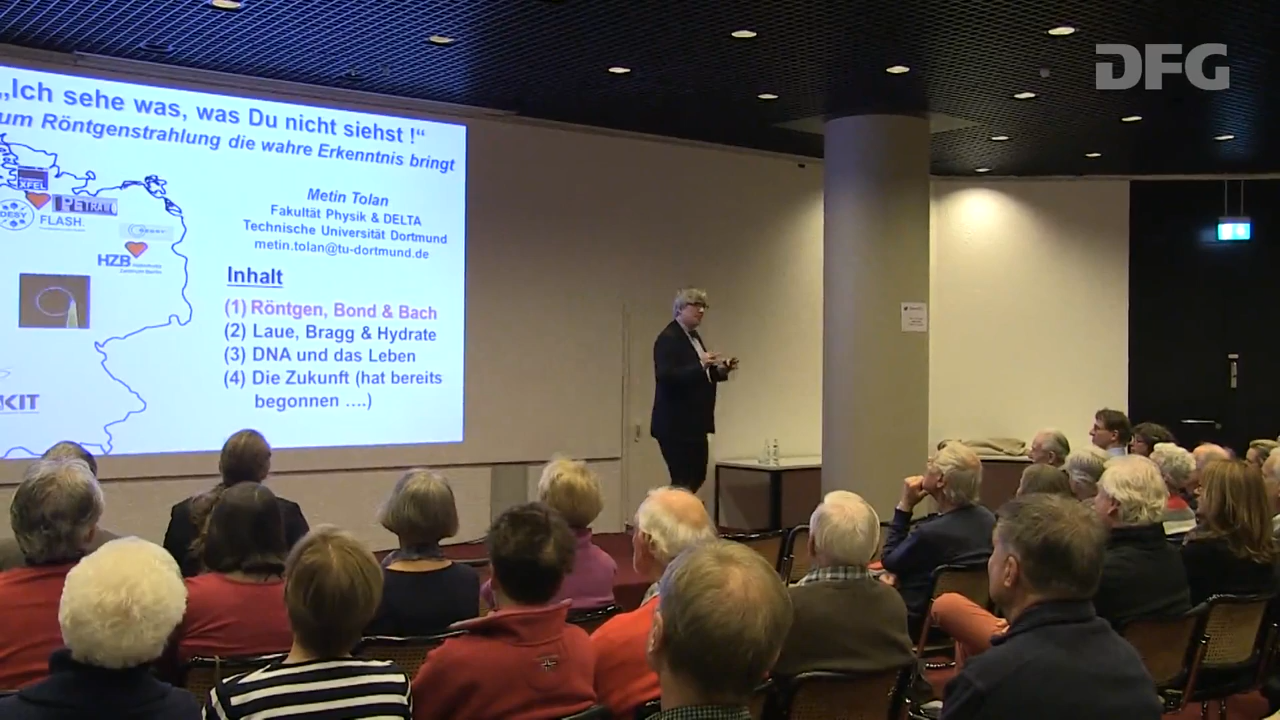 DFG
„Ich sehe was, was Du nicht siehst !“
um Röntgenstrahlung die wahre Erkenntnis bringt
XFEL
PETRA
DESY
FLASH.
HZB
Metin Tolan
Fakultät Physik & DELTA
Technische Universität Dortmund
metin.tolan@tu-dortmund.de
Inhalt
(1) Röntgen, Bond & Bach
(2) Laue, Bragg & Hydrate
(3) DNA und das Leben
(4) Die Zukunft (hat bereits
begonnen ....)
KIT